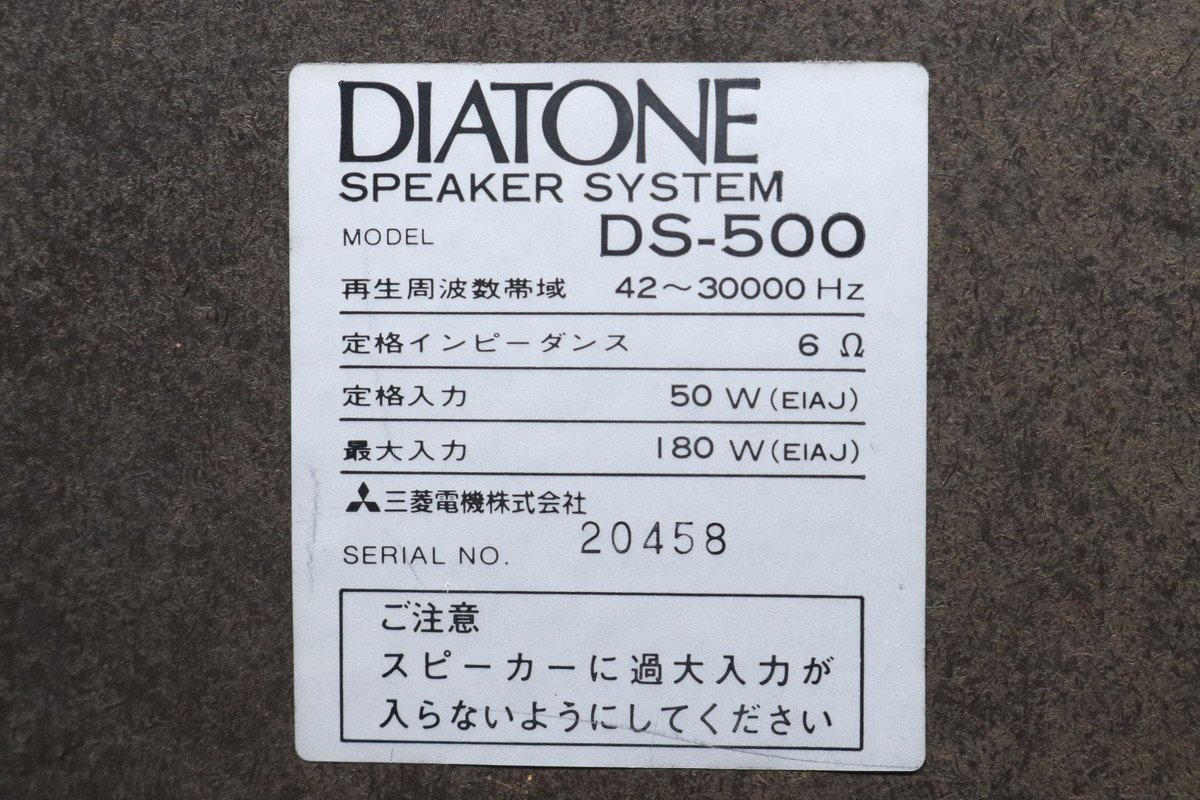 DIATONE
SPEAKER SYSTEM
MODEL DS-500
再生周波数帯域 42～30000 Hz
定格インピーダンス 6 Ω
定格入力 50 W (EIAJ)
最大入力 180 W (EIAJ)
三菱電機株式会社
SERIAL NO. 20458
ご注意
スピーカーに過大入力が
入らないようにしてください